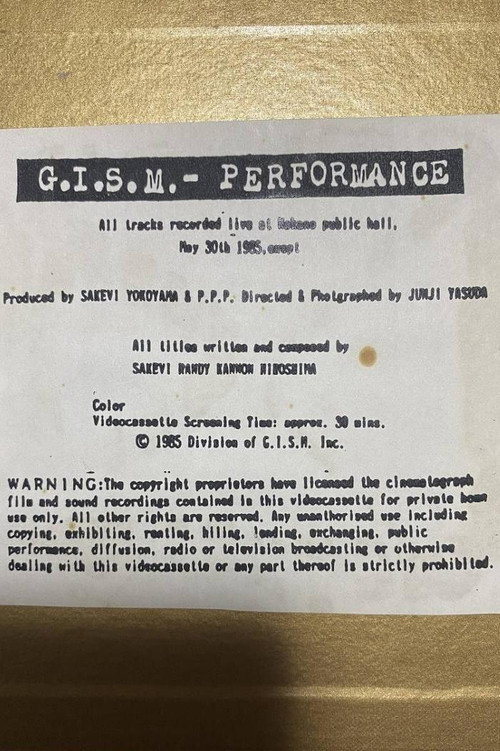 G.I.S.M.- PERFORMANCE
All tracks recorded live at Nakano public hall,
May 30th 1985, except
Produced by SAKEVI YOKOYAMA & P.P.P. Directed & Photgraphed by JUNJI YASUDA
All titles written and composed by
SAKEVI RANDY KANNON HIROSHIMA
Color
Videocassette Screening Time: approx. 30 mins.
© 1985 Division of G.I.S.M. Inc.
WARNING:The copyright proprietors have licensed the cinematograph
film and sound recordings contained in this videocassette for private home
use only. All other rights are reserved. Any unauthorised use including
copying, exhibiting, renting, hiling, lending, exchanging, public
performance, diffusion, radio or television broadcasting or otherwise
dealing with this videocassette or any part thereof is strictly prohibited.